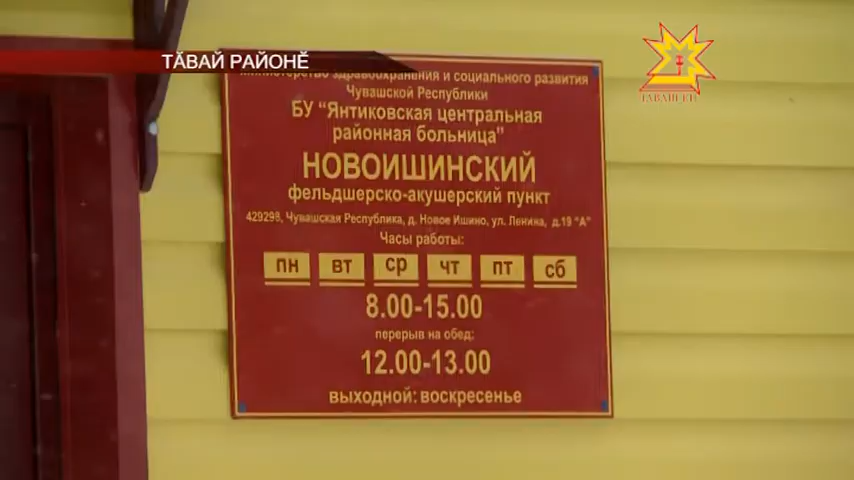 ТӐВАЙ РАЙОНӖ
министерство здравоохранения и социального развития
Чувашской Республики
БУ "Янтиковская центральная
районная больница"
НОВОИШИНСКИЙ
фельдшерско-акушерский пункт
429298, Чувашская Республика, д. Новое Ишино, ул. Ленина, д.19 "А"
Часы работы:
пн вт ср чт пт сб
8.00-15.00
перерыв на обед:
12.00-13.00
выходной: воскресенье